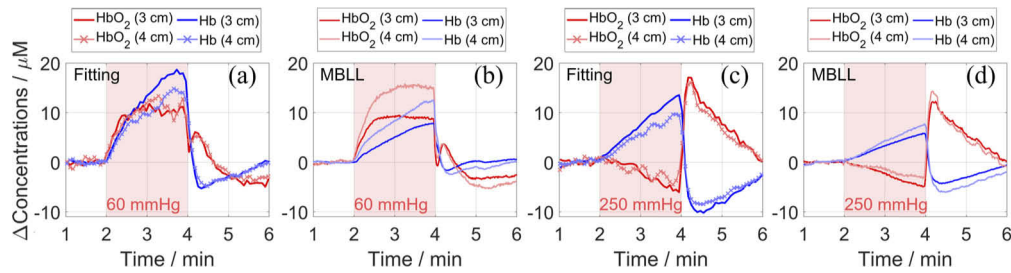 HbO2 (3 cm) Hb (3 cm)
HbO2 (4 cm) Hb (4 cm)
HbO2 (3 cm) Hb (3 cm)
HbO2 (4 cm) Hb (4 cm)
HbO2 (3 cm) Hb (3 cm)
HbO2 (4 cm) Hb (4 cm)
HbO2 (3 cm) Hb (3 cm)
HbO2 (4 cm) Hb (4 cm)
ΔConcentrations / μM
20
10
0
-10
Fitting (a)
60 mmHg
1 2 3 4 5 6
Time / min
20
10
0
-10
MBLL (b)
60 mmHg
1 2 3 4 5 6
Time / min
20
10
0
-10
Fitting (c)
250 mmHg
1 2 3 4 5 6
Time / min
20
10
0
-10
MBLL (d)
250 mmHg
1 2 3 4 5 6
Time / min